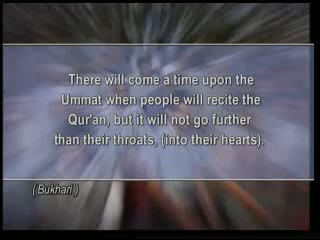 There will come a time upon the
Ummat when people will recite the
Qur'an, but it will not go further
than their throats, (into their hearts).
( Bukhari )